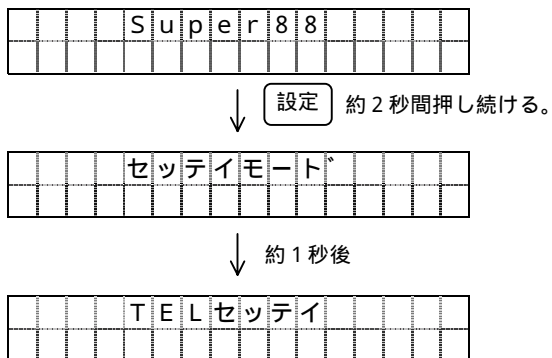 Super88
設定 約2秒間押し続ける。
セッテイモード
約1秒後
TELセッテイ